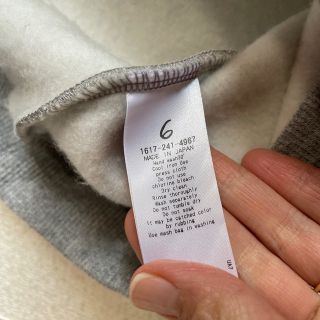 6
1617-241-4967
MADE IN JAPAN
Hand wash30
Cool iron Use
press cloth
Do not use
chlorine bleach
Dry clean
Rinse thoroughly
Wash separately
Do not tumble dry
Do not soak
It may be catched color
by rubbing
Use mesh bag in washing